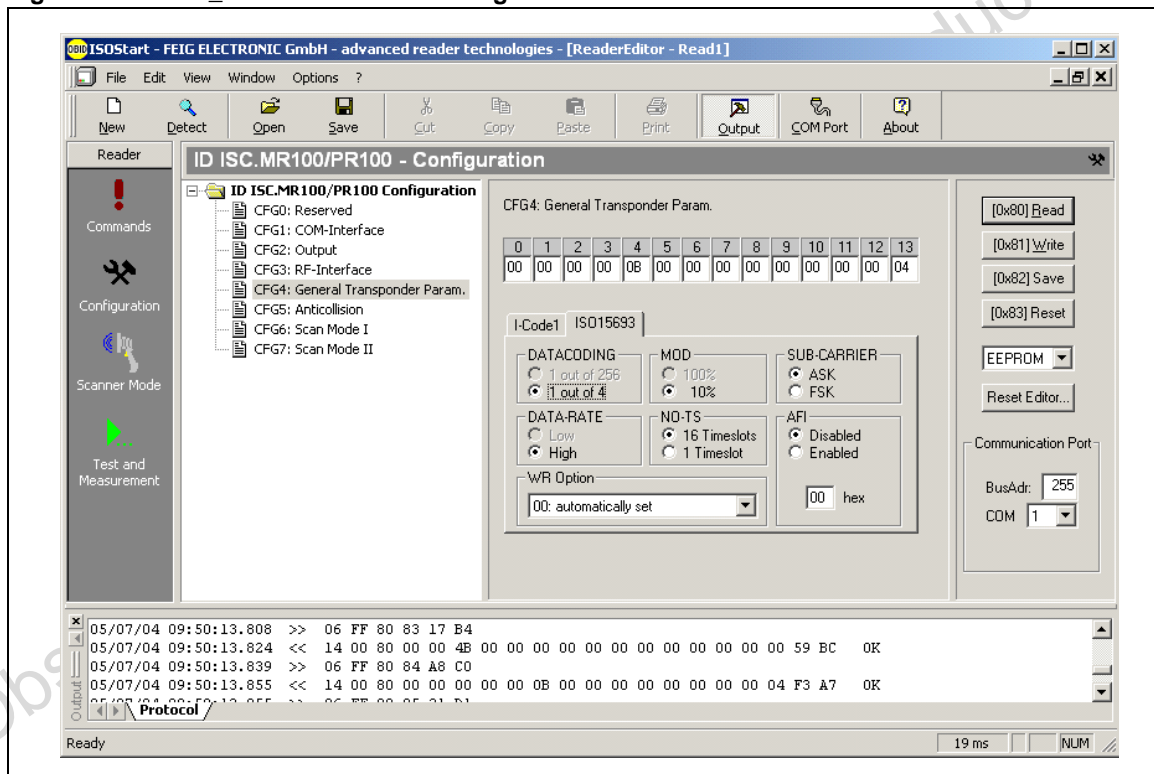 OBID ISOStart - FEIG ELECTRONIC GmbH - advanced reader technologies - [ReaderEditor - Read1]
File Edit View Window Options ?
New Detect Open Save Cut Copy Paste Print Output COM Port About
Reader
ID ISC.MR100/PR100 - Configuration
Commands
Configuration
Scanner Mode
Test and
Measurement
ID ISC.MR100/PR100 Configuration
CFG0: Reserved
CFG1: COM-Interface
CFG2: Output
CFG3: RF-Interface
CFG4: General Transponder Param.
CFG5: Anticollision
CFG6: Scan Mode I
CFG7: Scan Mode II
CFG4: General Transponder Param.
0 1 2 3 4 5 6 7 8 9 10 11 12 13
00 00 00 00 0B 00 00 00 00 00 00 00 00 04
I-Code1 ISO15693
DATACODING
1 out of 256
1 out of 4
MOD
100%
10%
SUB-CARRIER
ASK
FSK
DATA-RATE
Low
High
NO-TS
16 Timeslots
1 Timeslot
AFI
Disabled
Enabled
00 hex
WR Option
00: automatically set
[0x80] Read
[0x81] Write
[0x82] Save
[0x83] Reset
EEPROM
Reset Editor...
Communication Port
BusAdr: 255
COM 1
05/07/04 09:50:13.808 >> 06 FF 80 83 17 B4
05/07/04 09:50:13.824 << 14 00 80 00 00 4B 00 00 00 00 00 00 00 00 00 00 00 59 BC OK
05/07/04 09:50:13.839 >> 06 FF 80 84 A8 C0
05/07/04 09:50:13.855 << 14 00 80 00 00 00 00 00 0B 00 00 00 00 00 00 00 00 04 F3 A7 OK
Output
Protocol
Ready
19 ms
NUM